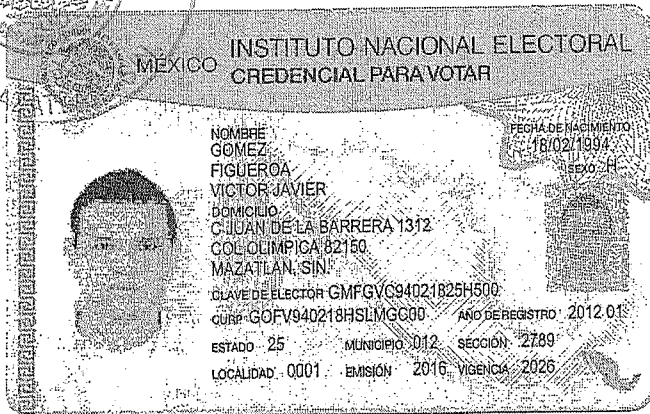 MÉXICO INSTITUTO NACIONAL ELECTORAL
CREDENCIAL PARA VOTAR
NOMBRE
GOMEZ
FIGUEROA
VICTOR JAVIER
FECHA DE NACIMIENTO
18/02/1994
SEXO H
DOMICILIO
C JUAN DE LA BARRERA 1312
COL OLIMPICA 82150
MAZATLAN, SIN.
CLAVE DE ELECTOR GMFGVC94021825H500
CURP GOFV940218HSLMGC00 AÑO DE REGISTRO 2012 01
ESTADO 25 MUNICIPIO 012 SECCIÓN 2789
LOCALIDAD 0001 EMISIÓN 2016 VIGENCIA 2026